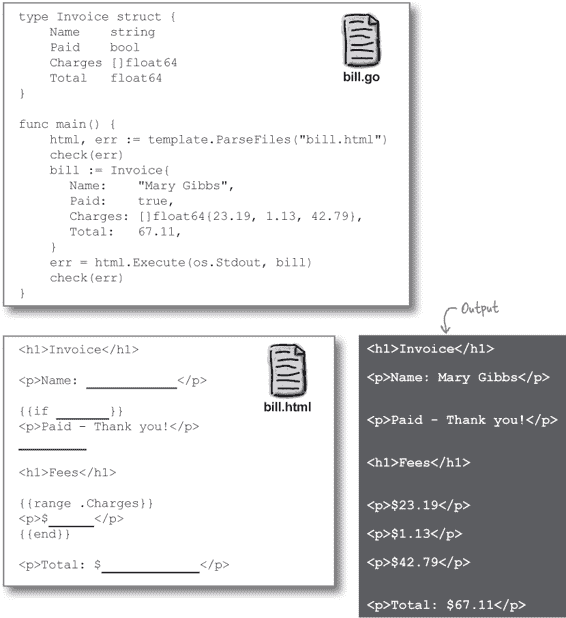 type Invoice struct {
Name string
Paid bool
Charges []float64
Total float64
}
bill.go
func main() {
html, err := template.ParseFiles("bill.html")
check(err)
bill := Invoice{
Name: "Mary Gibbs",
Paid: true,
Charges: []float64{23.19, 1.13, 42.79},
Total: 67.11,
}
err = html.Execute(os.Stdout, bill)
check(err)
}
<h1>Invoice</h1>
<p>Name: ____________</p>
{{if _______}}
<p>Paid - Thank you!</p>
_________
<h1>Fees</h1>
{{range .Charges}}
<p>$______</p>
{{end}}
<p>Total: $_____________</p>
bill.html
Output
<h1>Invoice</h1>
<p>Name: Mary Gibbs</p>
<p>Paid - Thank you!</p>
<h1>Fees</h1>
<p>$23.19</p>
<p>$1.13</p>
<p>$42.79</p>
<p>Total: $67.11</p>